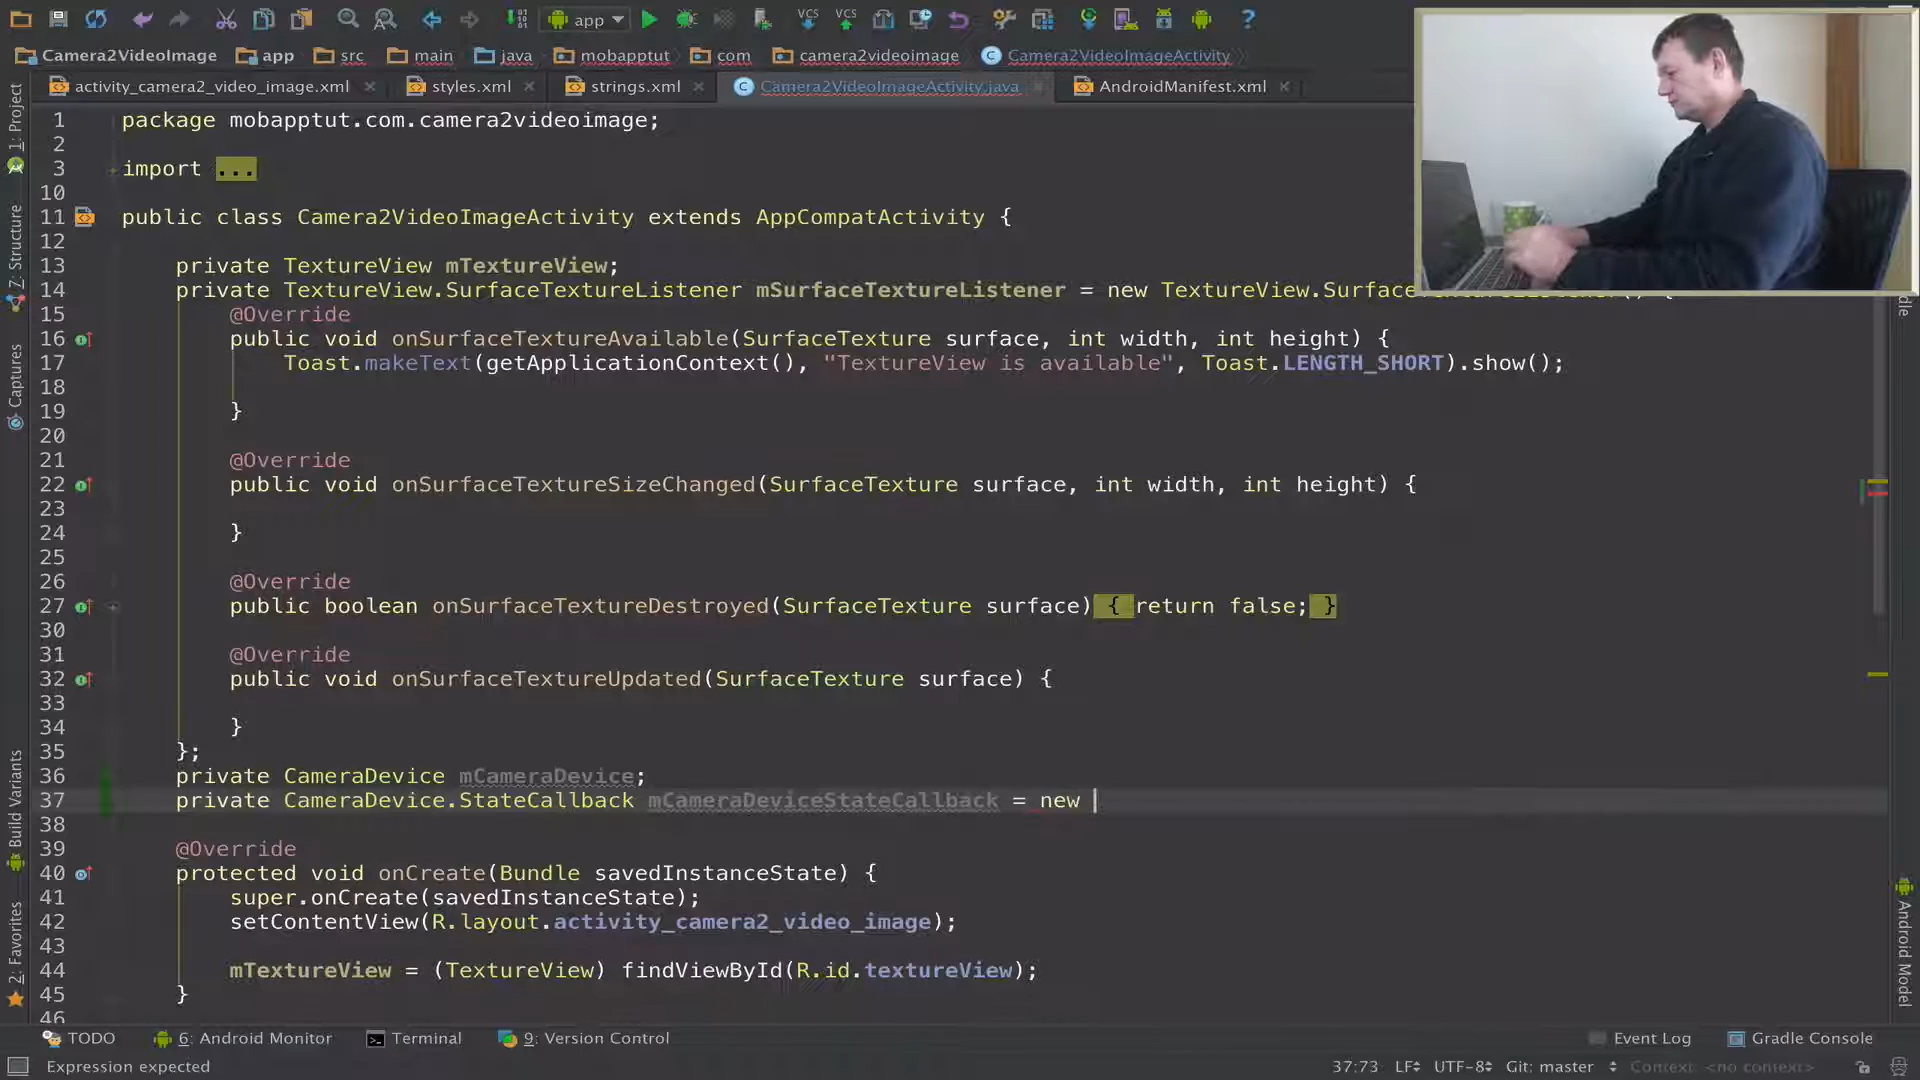 app
Camera2VideoImage app src main java mobapptut com camera2videoimage Camera2VideoImageActivity
activity_camera2_video_image.xml styles.xml strings.xml Camera2VideoImageActivity.java AndroidManifest.xml
1 package mobapptut.com.camera2videoimage;
2
3 import ...
10
11 public class Camera2VideoImageActivity extends AppCompatActivity {
12
13 private TextureView mTextureView;
14 private TextureView.SurfaceTextureListener mSurfaceTextureListener = new TextureView.Surface
15 @Override
16 public void onSurfaceTextureAvailable(SurfaceTexture surface, int width, int height) {
17 Toast.makeText(getApplicationContext(), "TextureView is available", Toast.LENGTH_SHORT).show();
18
19 }
20
21 @Override
22 public void onSurfaceTextureSizeChanged(SurfaceTexture surface, int width, int height) {
23
24 }
25
26 @Override
27 public boolean onSurfaceTextureDestroyed(SurfaceTexture surface) { return false; }
30
31 @Override
32 public void onSurfaceTextureUpdated(SurfaceTexture surface) {
33
34 }
35 };
36 private CameraDevice mCameraDevice;
37 private CameraDevice.StateCallback mCameraDeviceStateCallback = new
38
39 @Override
40 protected void onCreate(Bundle savedInstanceState) {
41 super.onCreate(savedInstanceState);
42 setContentView(R.layout.activity_camera2_video_image);
43
44 mTextureView = (TextureView) findViewById(R.id.textureView);
45 }
46
1: Project
7: Structure
Captures
Build Variants
2: Favorites
Android Model
TODO 6: Android Monitor Terminal 9: Version Control Event Log Gradle Console
Expression expected 37:73 LF UTF-8 Git: master Context: <no context>